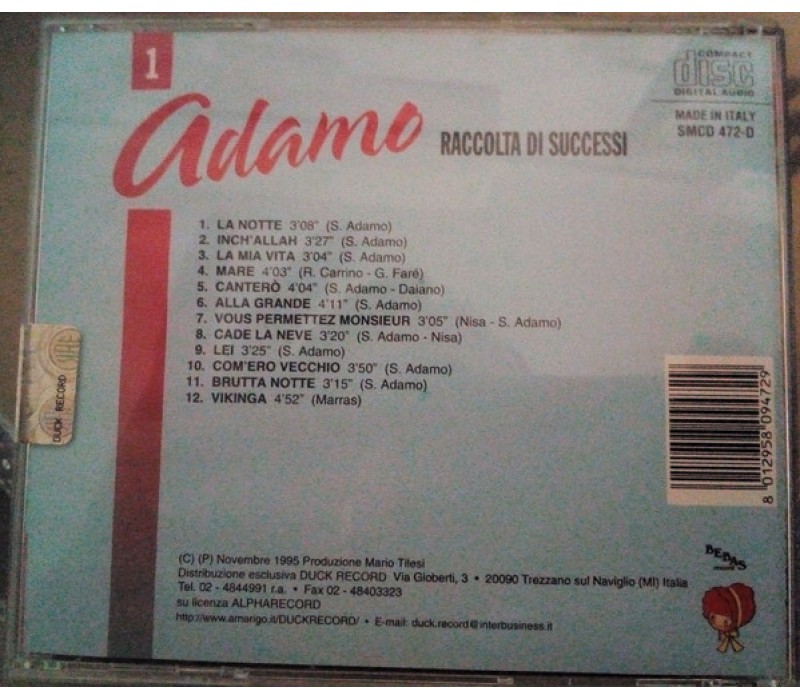 1
Adamo
RACCOLTA DI SUCCESSI
COMPACT
disc
DIGITAL AUDIO
MADE IN ITALY
SMCD 472-D
1. LA NOTTE 3'08" (S. Adamo)
2. INCH'ALLAH 3'27" (S. Adamo)
3. LA MIA VITA 3'04" (S. Adamo)
4. MARE 4'03" (R. Carrino - G. Faré)
5. CANTERÒ 4'04" (S. Adamo - Daiano)
6. ALLA GRANDE 4'11" (S. Adamo)
7. VOUS PERMETTEZ MONSIEUR 3'05" (Nisa - S. Adamo)
8. CADE LA NEVE 3'20" (S. Adamo - Nisa)
9. LEI 3'25" (S. Adamo)
10. COM'ERO VECCHIO 3'50" (S. Adamo)
11. BRUTTA NOTTE 3'15" (S. Adamo)
12. VIKINGA 4'52" (Marras)
DUCK RECORD
8 012958 094729
(C) (P) Novembre 1995 Produzione Mario Titesi
Distribuzione esclusiva DUCK RECORD Via Gioberti, 3 • 20090 Trezzano sul Naviglio (MI) Italia
Tel. 02 - 4844991 r.a. • Fax 02 - 48403323
su licenza ALPHARECORD
http://www.amarigo.it/DUCKRECORD/ • E-mail: duck.record@interbusiness.it
BEBAS